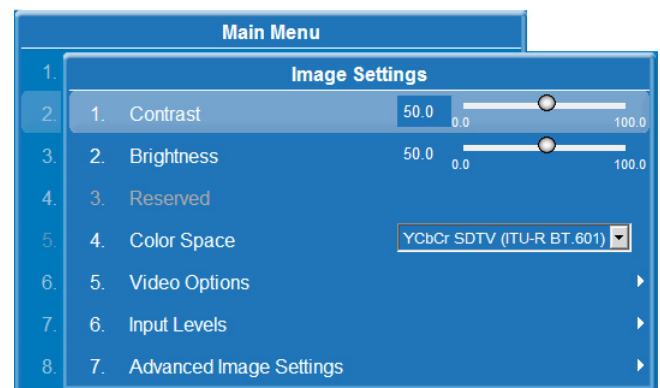 Main Menu
1. Image Settings
2. 1. Contrast 50.0 0.0 100.0
3. 2. Brightness 50.0 0.0 100.0
4. 3. Reserved
5. 4. Color Space YCbCr SDTV (ITU-R BT.601)
6. 5. Video Options
7. 6. Input Levels
8. 7. Advanced Image Settings